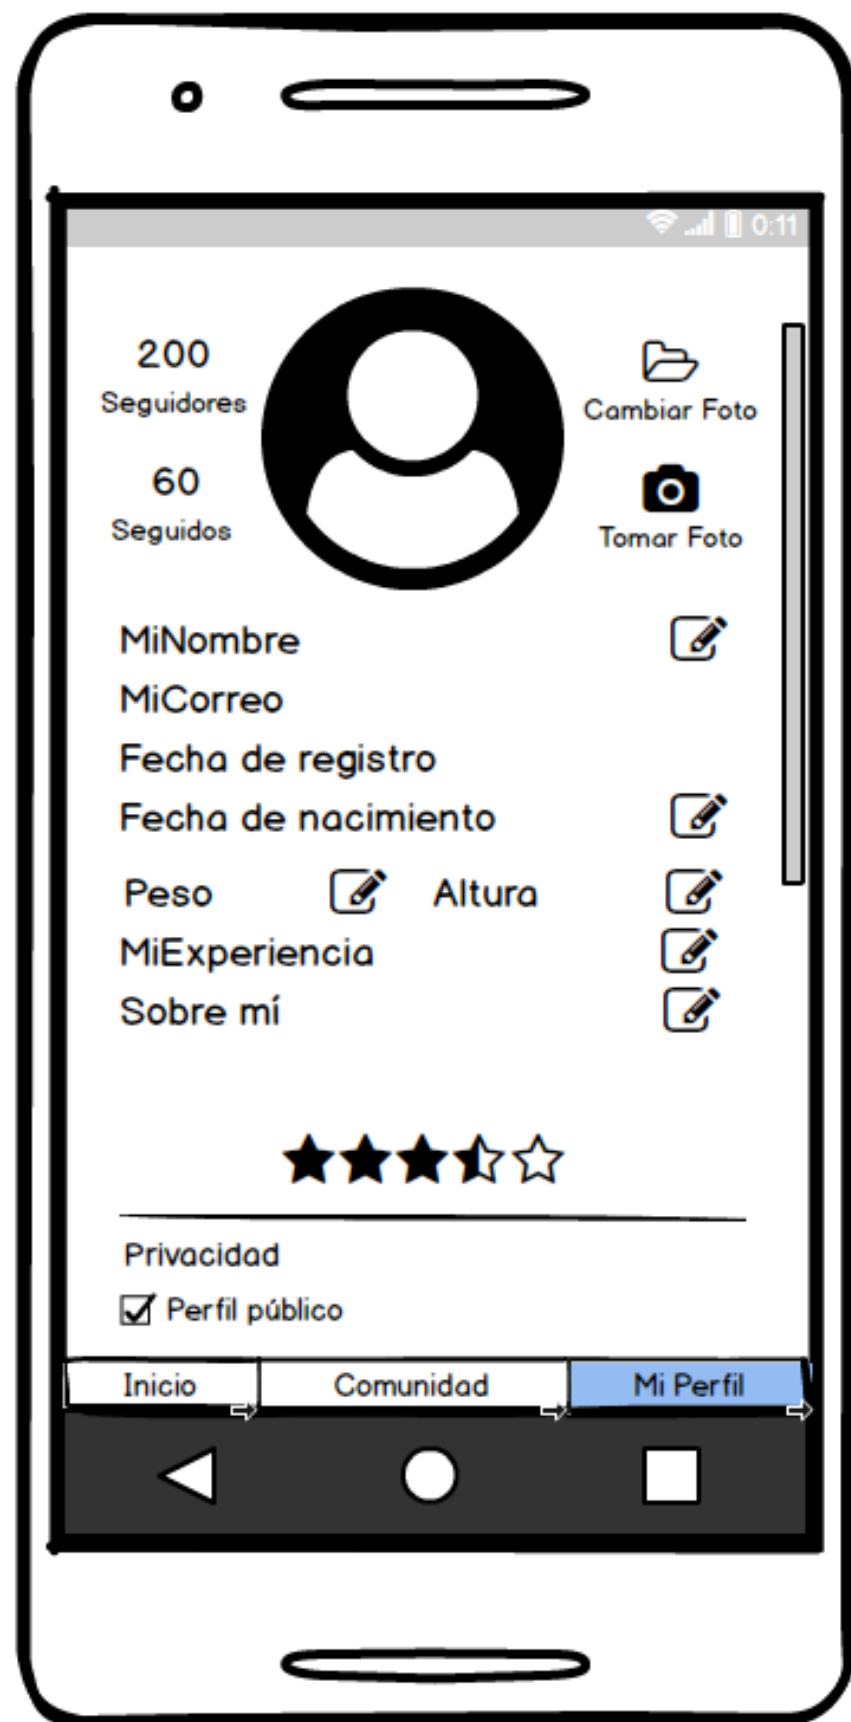 0:11
200
Seguidores
Cambiar Foto
60
Seguidos
Tomar Foto
MiNombre
MiCorreo
Fecha de registro
Fecha de nacimiento
Peso Altura
MiExperiencia
Sobre mí
Privacidad
Perfil público
Inicio Comunidad Mi Perfil